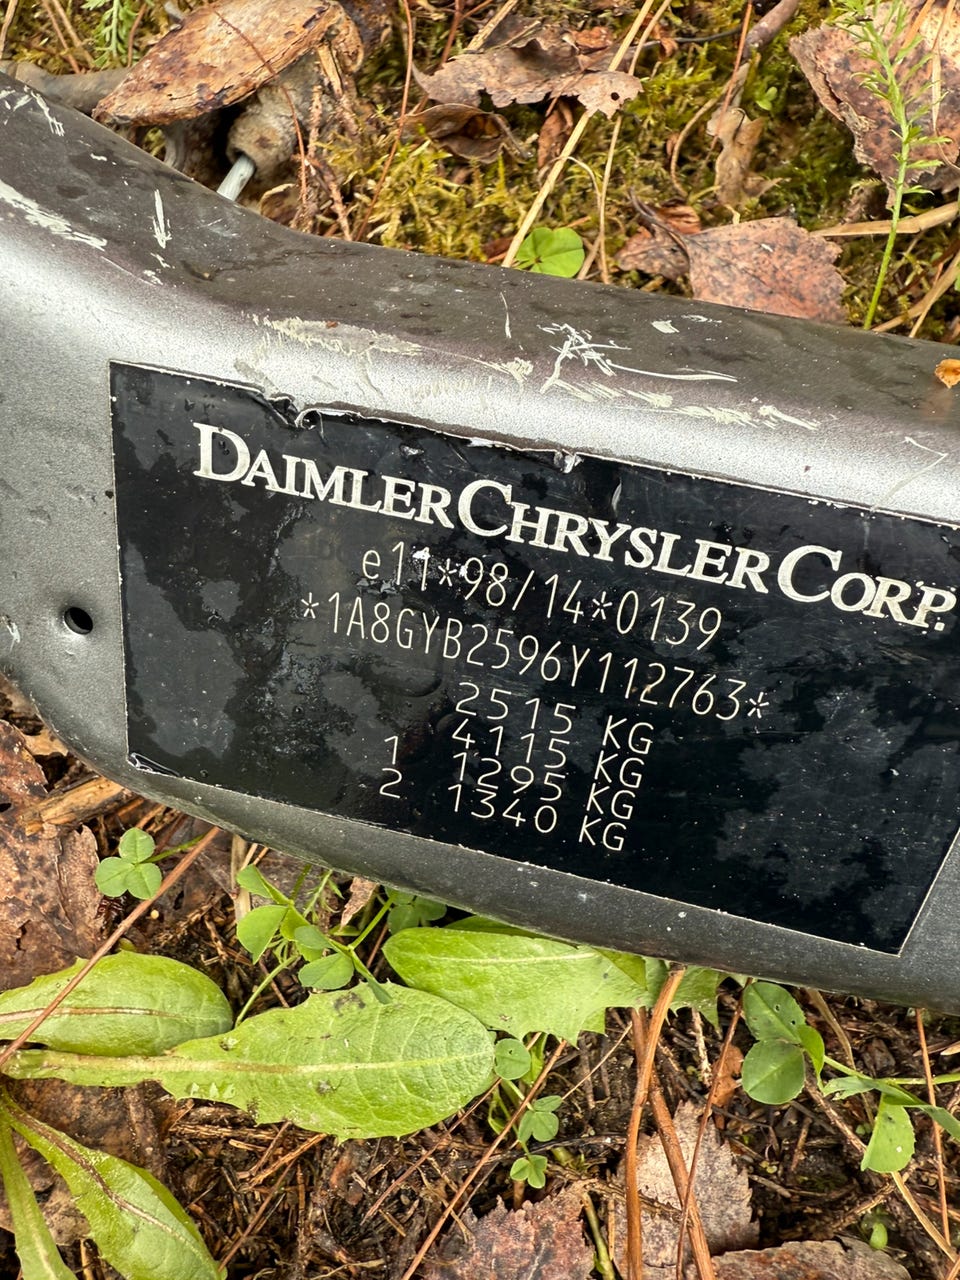 DAIMLERCHRYSLER CORP.
e11*98/14*0139
*1A8GYB2596Y112763*
2515 KG
4115 KG
1 1295 KG
2 1340 KG